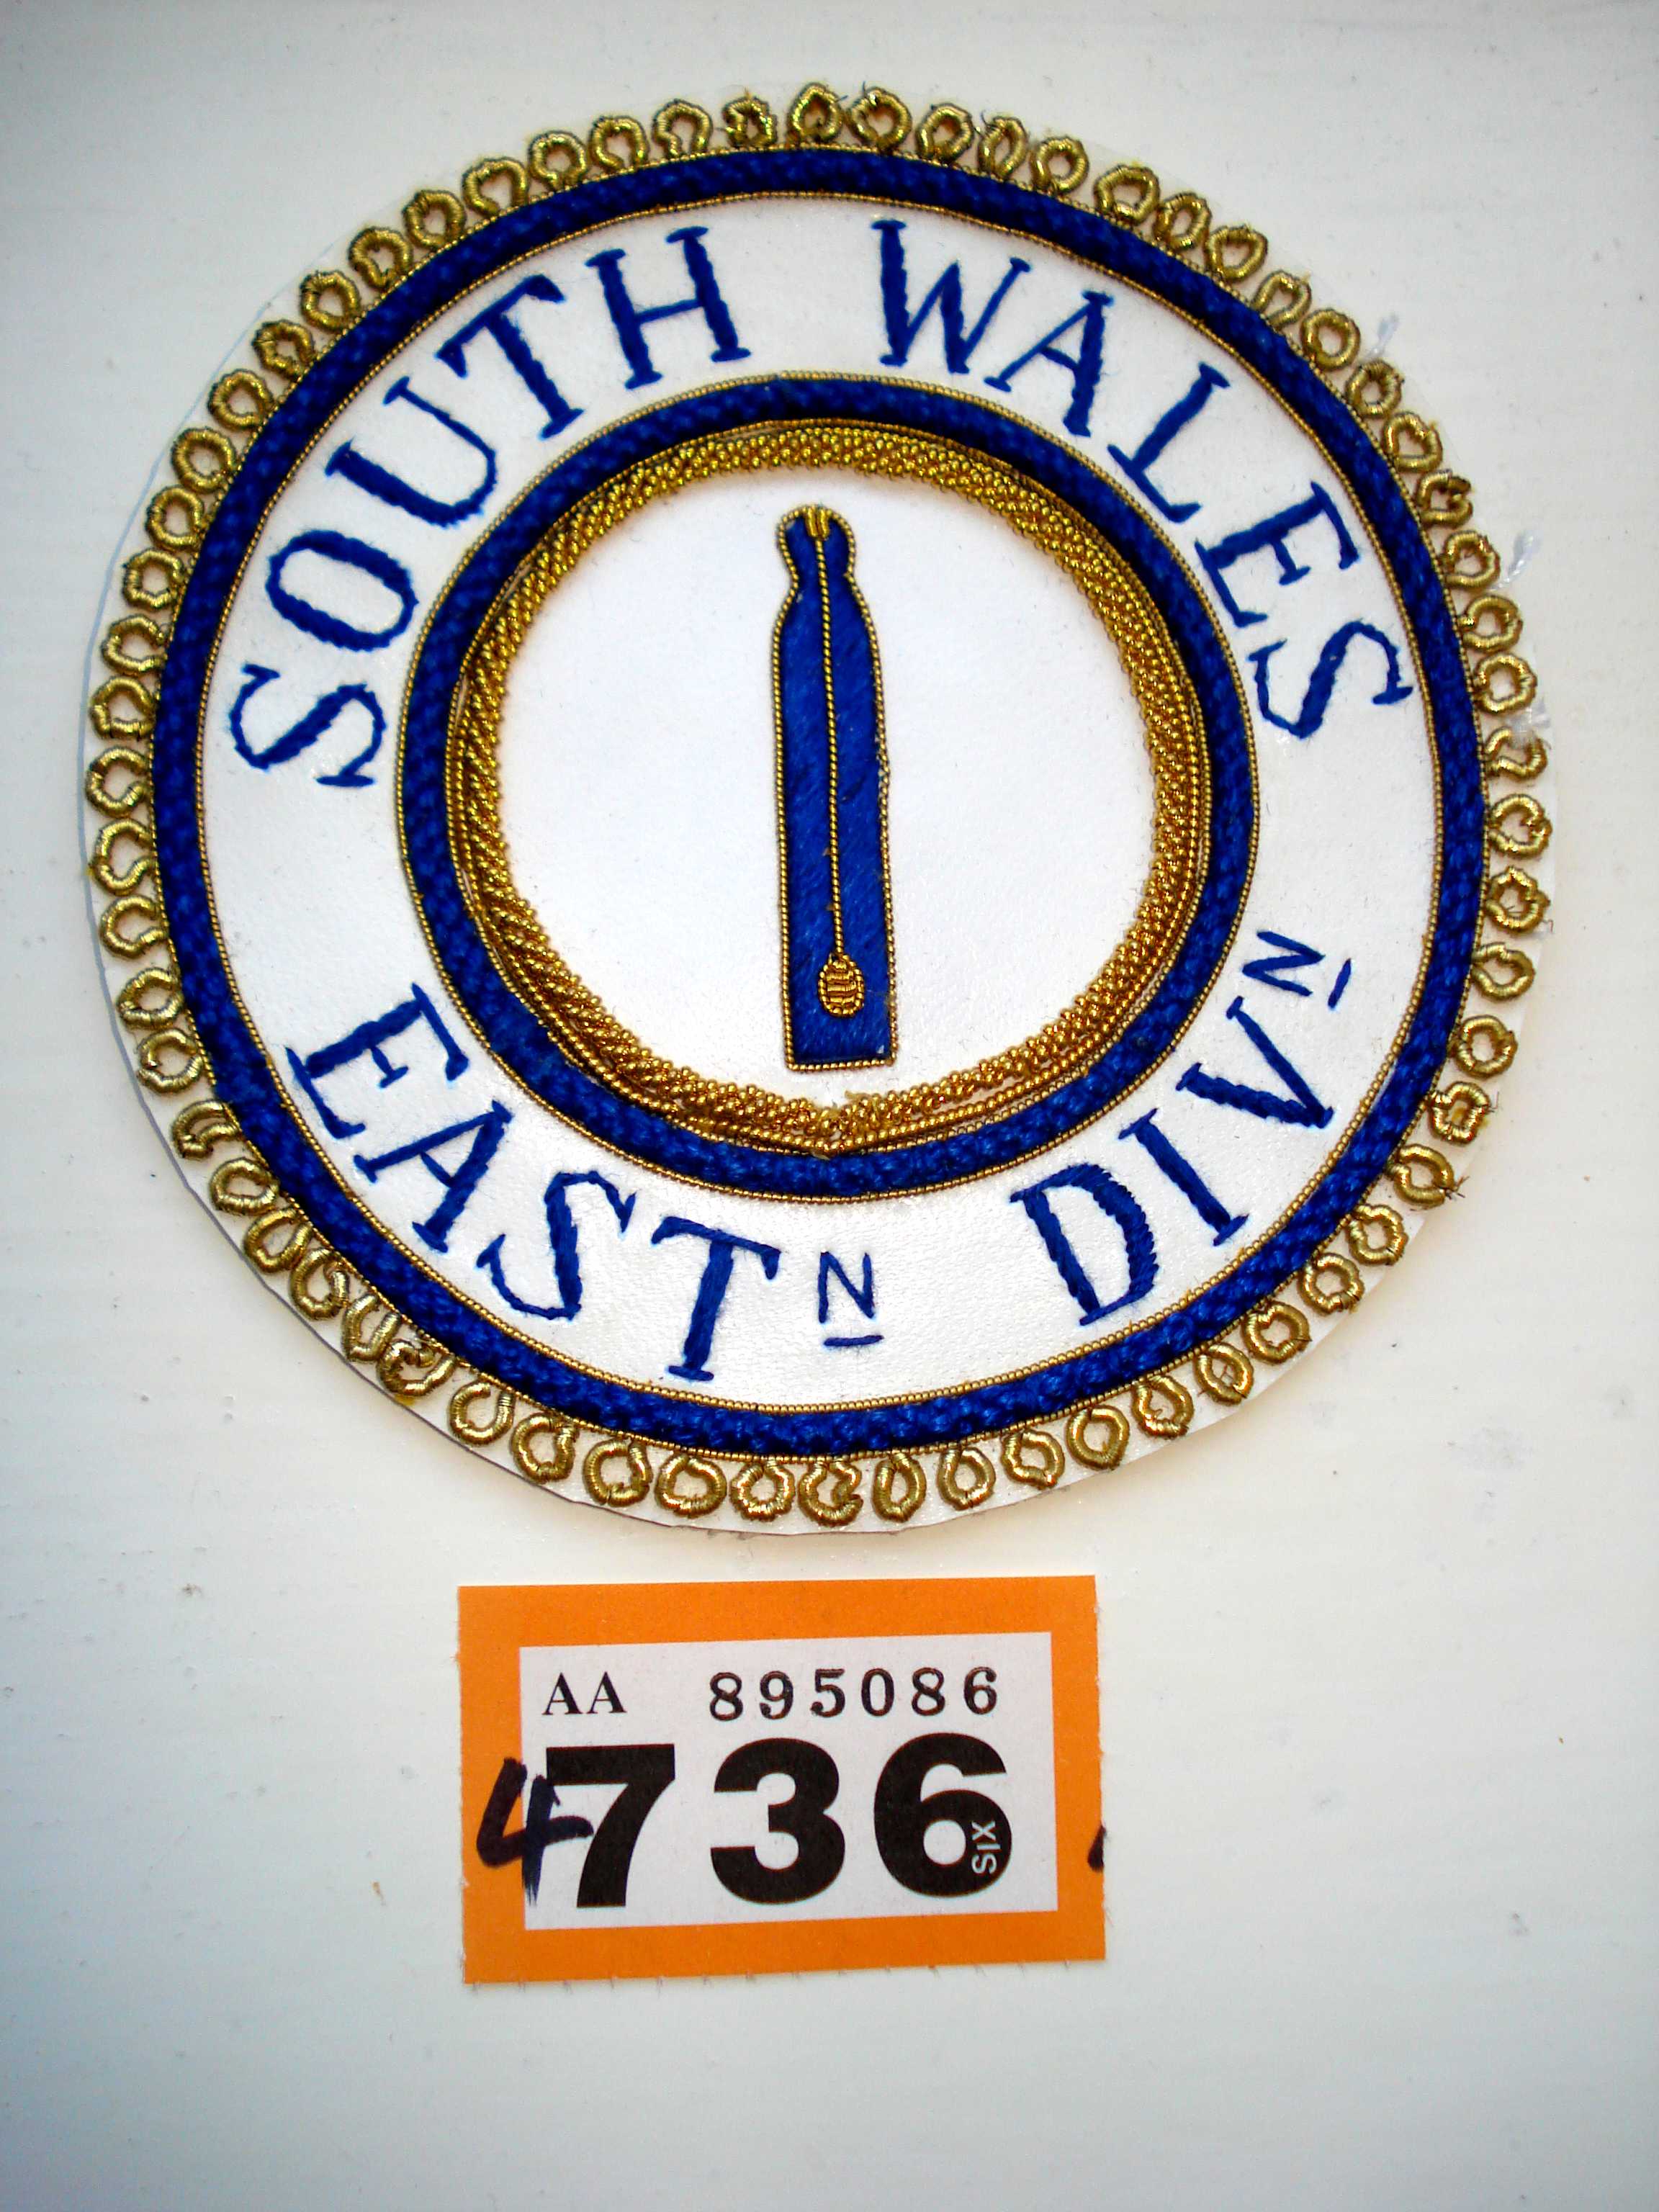 SOUTH WALES
EASTN DIVN
AA 895086
4736
SIX